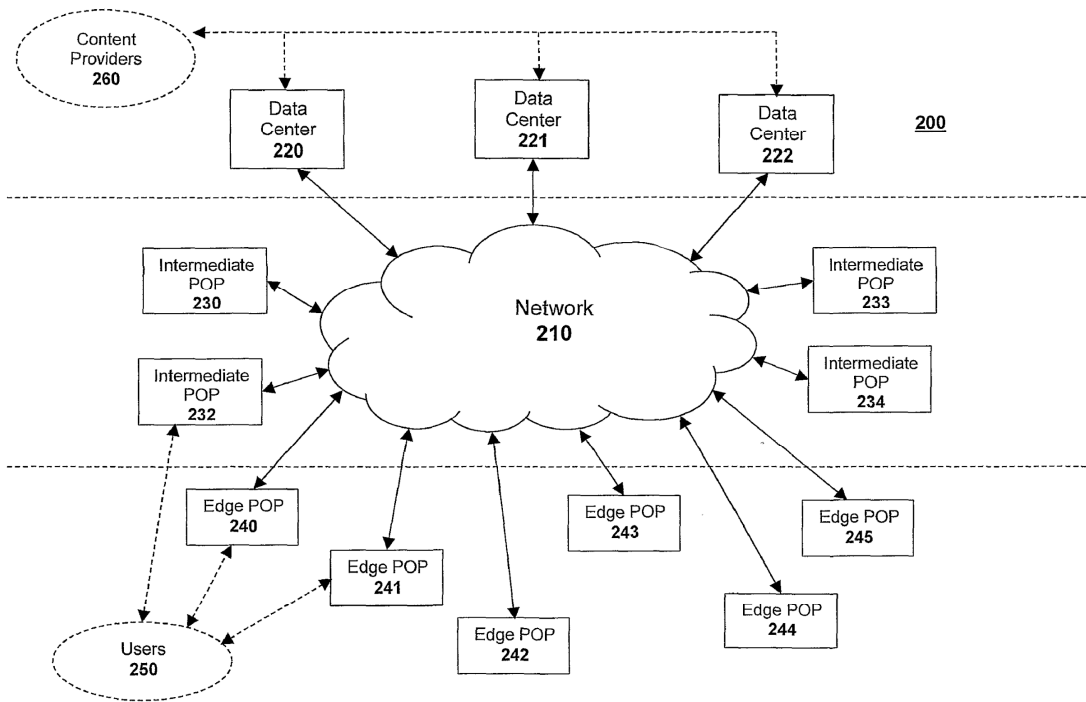 Content
Providers
260
Data
Center
220
Data
Center
221
Data
Center
222
200
Intermediate
POP
230
Network
210
Intermediate
POP
233
Intermediate
POP
232
Intermediate
POP
234
Edge POP
240
Edge POP
241
Edge POP
242
Edge POP
243
Edge POP
244
Edge POP
245
Users
250